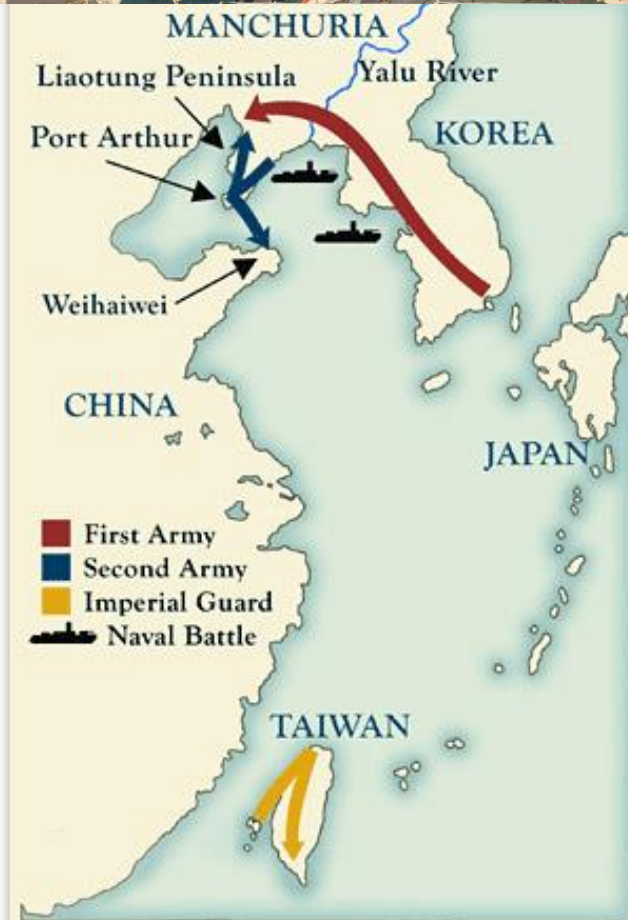 MANCHURIA
Liaotung Peninsula
Yalu River
Port Arthur
KOREA
Weihaiwei
CHINA
JAPAN
First Army
Second Army
Imperial Guard
Naval Battle
TAIWAN